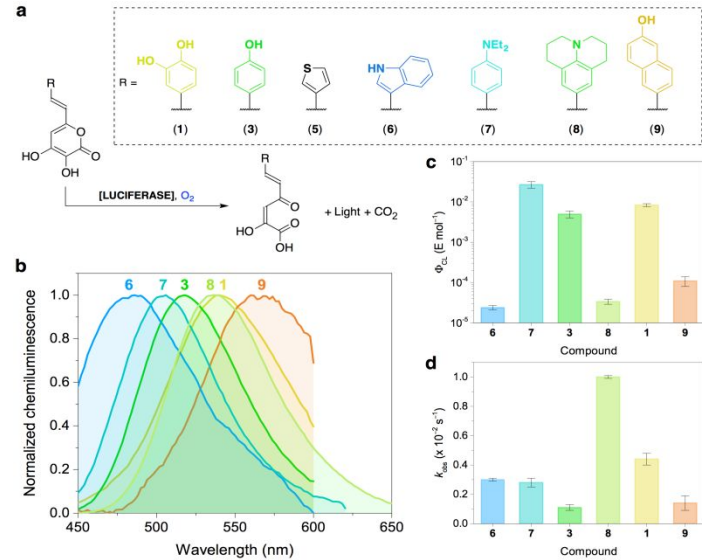 a
R =
OH
HO
OH
S
HN
NEt2
N
OH
(1) (3) (5) (6) (7) (8) (9)
R
O
HO
O
OH
[LUCIFERASE], O2
R
O
HO
O
OH
+ Light + CO2
b
Normalized chemiluminescence
1.0
0.8
0.6
0.4
0.2
0.0
6 7 3 8 1 9
450 500 550 600 650
Wavelength (nm)
c
ΦCL (E mol−1)
10−1
10−2
10−3
10−4
10−5
6 7 3 8 1 9
Compound
d
kobs (x 10−2 s−1)
1.0
0.8
0.6
0.4
0.2
0.0
6 7 3 8 1 9
Compound